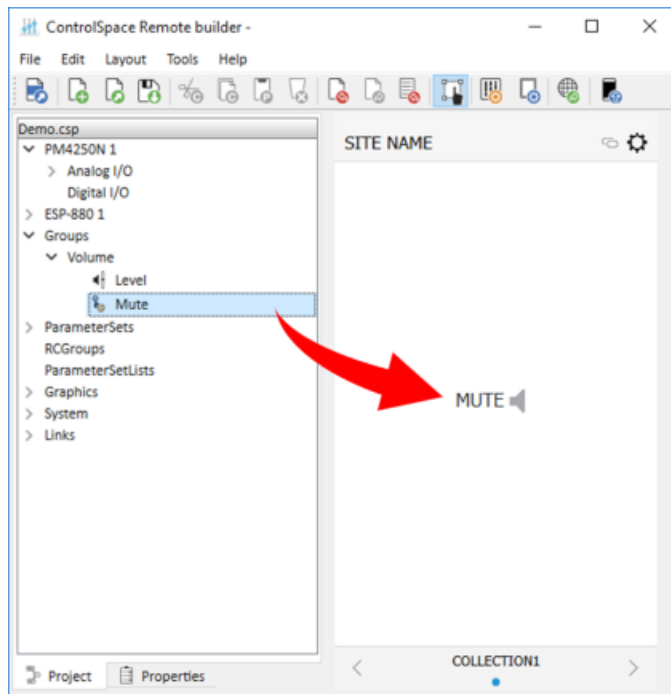 ControlSpace Remote builder -
File Edit Layout Tools Help
Demo.csp
PM4250N 1
Analog I/O
Digital I/O
ESP-880 1
Groups
Volume
Level
Mute
ParameterSets
RCGroups
ParameterSetLists
Graphics
System
Links
Project Properties
SITE NAME
MUTE
COLLECTION1